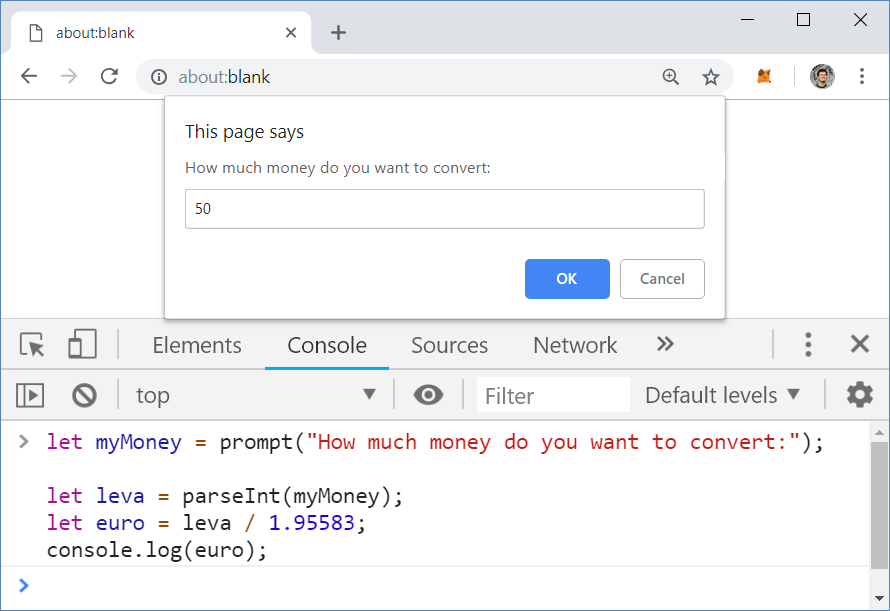 about:blank
about:blank
This page says
How much money do you want to convert:
50
OK Cancel
Elements Console Sources Network
top Filter Default levels
let myMoney = prompt("How much money do you want to convert:");
let leva = parseInt(myMoney);
let euro = leva / 1.95583;
console.log(euro);